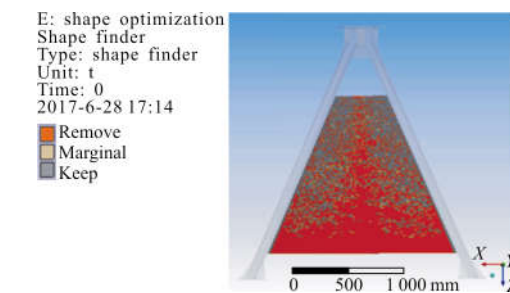 E: shape optimization
Shape finder
Type: shape finder
Unit: t
Time: 0
2017-6-28 17:14
Remove
Marginal
Keep
X
0 500 1 000 mm